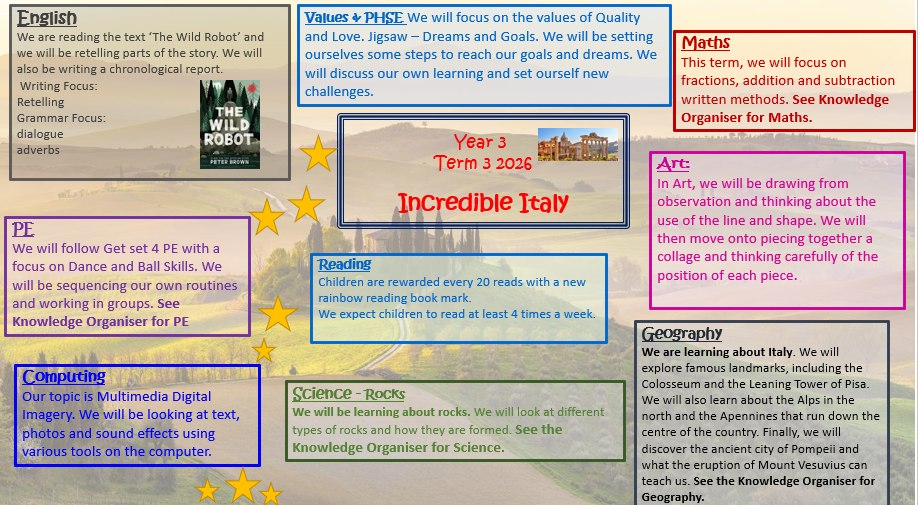 English
We are reading the text ‘The Wild Robot’ and
we will be retelling parts of the story. We will
also be writing a chronological report.
Writing Focus:
Retelling
Grammar Focus:
dialogue
adverbs
THE
WILD
ROBOT
PETER BROWN
Values & PHSE We will focus on the values of Quality
and Love. Jigsaw – Dreams and Goals. We will be setting
ourselves some steps to reach our goals and dreams. We
will discuss our own learning and set ourself new
challenges.
Maths
This term, we will focus on
fractions, addition and subtraction
written methods. See Knowledge
Organiser for Maths.
Year 3
Term 3 2026
Incredible Italy
Art:
In Art, we will be drawing from
observation and thinking about the
use of the line and shape. We will
then move onto piecing together a
collage and thinking carefully of the
position of each piece.
PE
We will follow Get set 4 PE with a
focus on Dance and Ball Skills. We
will be sequencing our own routines
and working in groups. See
Knowledge Organiser for PE
Reading
Children are rewarded every 20 reads with a new
rainbow reading book mark.
We expect children to read at least 4 times a week.
Geography
We are learning about Italy. We will
explore famous landmarks, including the
Colosseum and the Leaning Tower of Pisa.
We will also learn about the Alps in the
north and the Apennines that run down the
centre of the country. Finally, we will
discover the ancient city of Pompeii and
what the eruption of Mount Vesuvius can
teach us. See the Knowledge Organiser for
Geography.
Computing
Our topic is Multimedia Digital
Imagery. We will be looking at text,
photos and sound effects using
various tools on the computer.
Science - Rocks
We will be learning about rocks. We will look at different
types of rocks and how they are formed. See the
Knowledge Organiser for Science.